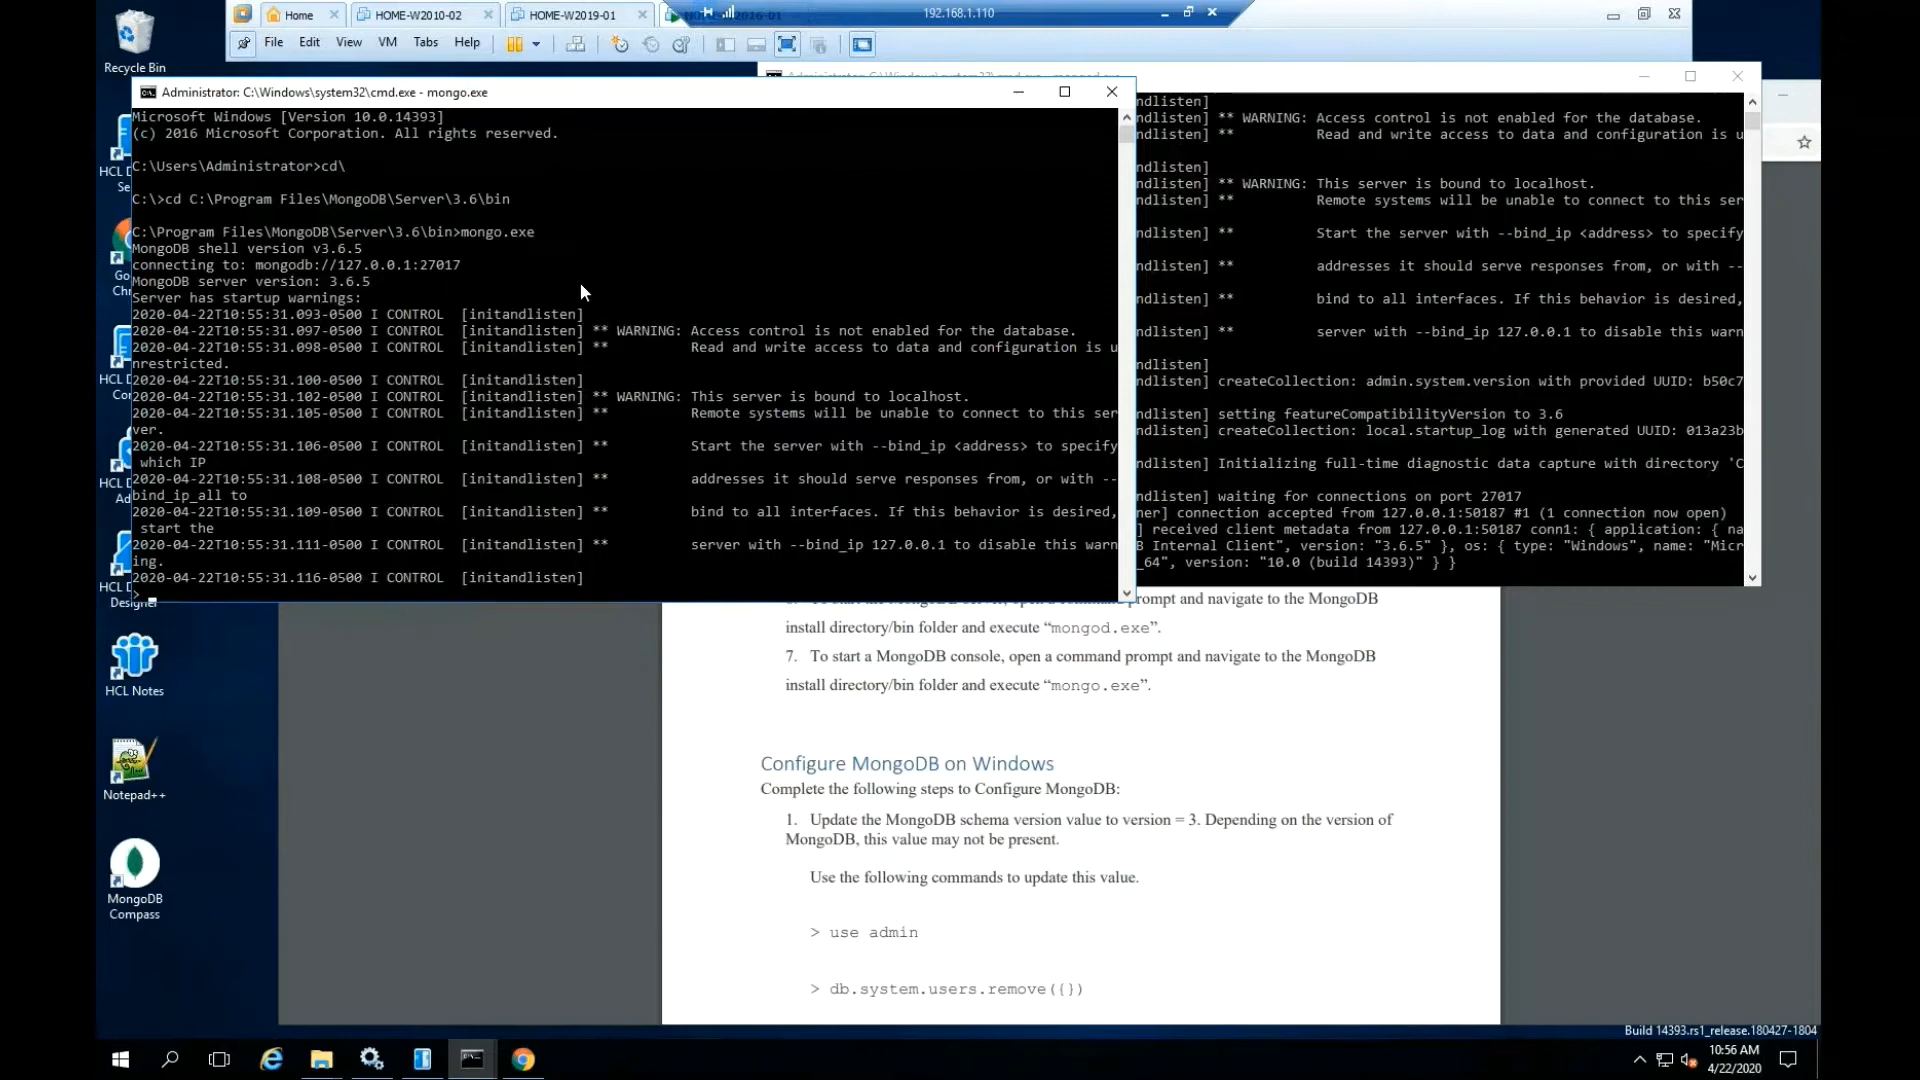 Recycle Bin
Home
HOME-W2010-02
HOME-W2019-01
192.168.1.110
File Edit View VM Tabs Help
Administrator: C:\Windows\system32\cmd.exe - mongo.exe
Microsoft Windows [Version 10.0.14393]
(c) 2016 Microsoft Corporation. All rights reserved.
C:\Users\Administrator>cd\
C:\>cd C:\Program Files\MongoDB\Server\3.6\bin
C:\Program Files\MongoDB\Server\3.6\bin>mongo.exe
MongoDB shell version v3.6.5
connecting to: mongodb://127.0.0.1:27017
MongoDB server version: 3.6.5
Server has startup warnings:
2020-04-22T10:55:31.093-0500 I CONTROL  [initandlisten]
2020-04-22T10:55:31.097-0500 I CONTROL  [initandlisten] ** WARNING: Access control is not enabled for the database.
2020-04-22T10:55:31.098-0500 I CONTROL  [initandlisten] **          Read and write access to data and configuration is u
nrestricted.
2020-04-22T10:55:31.100-0500 I CONTROL  [initandlisten]
2020-04-22T10:55:31.102-0500 I CONTROL  [initandlisten] ** WARNING: This server is bound to localhost.
2020-04-22T10:55:31.105-0500 I CONTROL  [initandlisten] **          Remote systems will be unable to connect to this ser
ver.
2020-04-22T10:55:31.106-0500 I CONTROL  [initandlisten] **          Start the server with --bind_ip <address> to specify
 which IP
2020-04-22T10:55:31.108-0500 I CONTROL  [initandlisten] **          addresses it should serve responses from, or with --
bind_ip_all to
2020-04-22T10:55:31.109-0500 I CONTROL  [initandlisten] **          bind to all interfaces. If this behavior is desired,
 start the
2020-04-22T10:55:31.111-0500 I CONTROL  [initandlisten] **          server with --bind_ip 127.0.0.1 to disable this warn
ing.
2020-04-22T10:55:31.116-0500 I CONTROL  [initandlisten]
>
ndlisten]
ndlisten] ** WARNING: Access control is not enabled for the database.
ndlisten] **          Read and write access to data and configuration is u
ndlisten]
ndlisten] ** WARNING: This server is bound to localhost.
ndlisten] **          Remote systems will be unable to connect to this ser
ndlisten] **          Start the server with --bind_ip <address> to specify
ndlisten] **          addresses it should serve responses from, or with --
ndlisten] **          bind to all interfaces. If this behavior is desired,
ndlisten] **          server with --bind_ip 127.0.0.1 to disable this warn
ndlisten]
ndlisten] createCollection: admin.system.version with provided UUID: b50c7
ndlisten] setting featureCompatibilityVersion to 3.6
ndlisten] createCollection: local.startup_log with generated UUID: 013a23b
ndlisten] Initializing full-time diagnostic data capture with directory 'C
ndlisten] waiting for connections on port 27017
ner] connection accepted from 127.0.0.1:50187 #1 (1 connection now open)
] received client metadata from 127.0.0.1:50187 conn1: { application: { na
B Internal Client", version: "3.6.5" }, os: { type: "Windows", name: "Micr
_64", version: "10.0 (build 14393)" } }
HCL D
Se
Go
Chr
HCL D
Cor
HCL D
Ad
HCL D
Designer
HCL Notes
Notepad++
MongoDB
Compass
prompt and navigate to the MongoDB
install directory/bin folder and execute “mongod.exe”.
7. To start a MongoDB console, open a command prompt and navigate to the MongoDB
install directory/bin folder and execute “mongo.exe”.
Configure MongoDB on Windows
Complete the following steps to Configure MongoDB:
1. Update the MongoDB schema version value to version = 3. Depending on the version of
MongoDB, this value may not be present.
Use the following commands to update this value.
> use admin
> db.system.users.remove({})
Build 14393.rs1_release.180427-1804
10:56 AM
4/22/2020